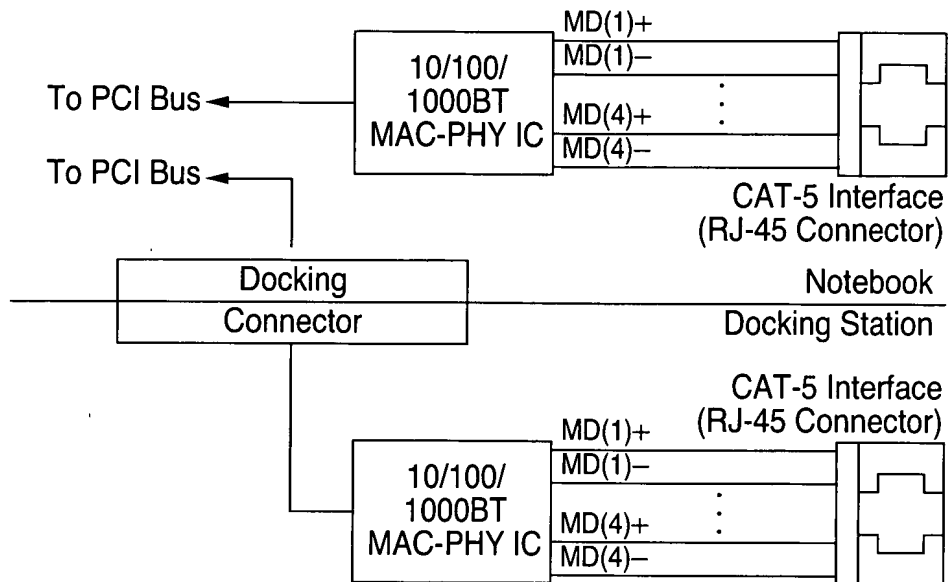 MD(1)+
MD(1)−
10/100/
1000BT
MAC-PHY IC
To PCI Bus
MD(4)+
MD(4)−
To PCI Bus
CAT-5 Interface
(RJ-45 Connector)
Docking
Notebook
Connector
Docking Station
CAT-5 Interface
(RJ-45 Connector)
MD(1)+
MD(1)−
10/100/
1000BT
MAC-PHY IC
MD(4)+
MD(4)−